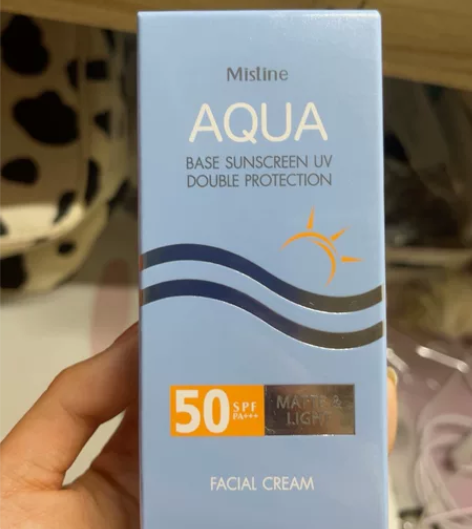 Mistine
AQUA
BASE SUNSCREEN UV
DOUBLE PROTECTION
50 SPF
PA+++
MATTE &
LIGHT
FACIAL CREAM